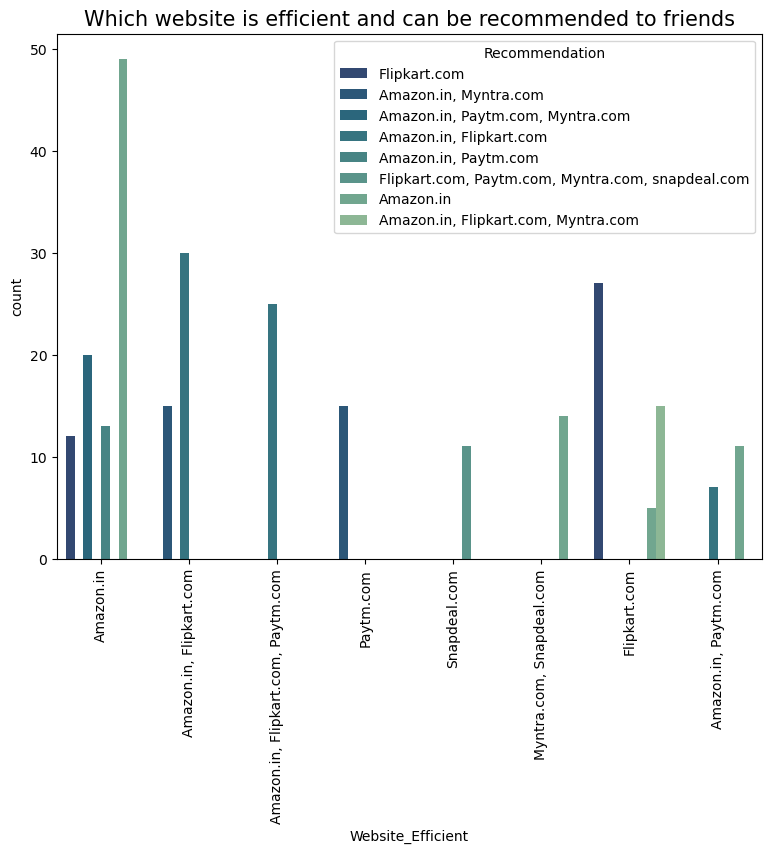 Which website is efficient and can be recommended to friends
Recommendation
Flipkart.com
Amazon.in, Myntra.com
Amazon.in, Paytm.com, Myntra.com
Amazon.in, Flipkart.com
Amazon.in, Paytm.com
Flipkart.com, Paytm.com, Myntra.com, snapdeal.com
Amazon.in
Amazon.in, Flipkart.com, Myntra.com
50
40
30
20
10
0
count
Amazon.in
Amazon.in, Flipkart.com
Amazon.in, Flipkart.com, Paytm.com
Paytm.com
Snapdeal.com
Myntra.com, Snapdeal.com
Flipkart.com
Amazon.in, Paytm.com
Website_Efficient